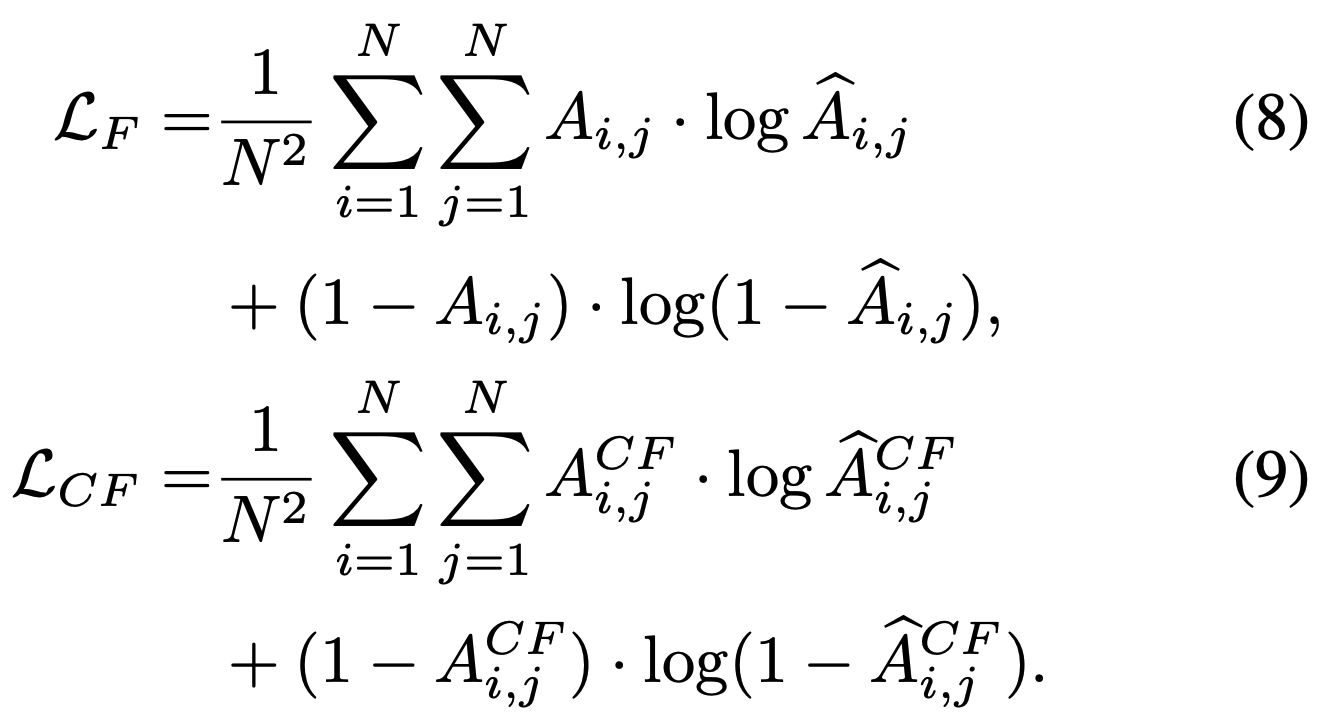 $\mathcal{L}_F = \frac{1}{N^2} \sum_{i=1}^{N} \sum_{j=1}^{N} A_{i,j} \cdot \log \widehat{A}_{i,j}$ (8)
$+ (1 - A_{i,j}) \cdot \log(1 - \widehat{A}_{i,j}),$
$\mathcal{L}_{CF} = \frac{1}{N^2} \sum_{i=1}^{N} \sum_{j=1}^{N} A_{i,j}^{CF} \cdot \log \widehat{A}_{i,j}^{CF}$ (9)
$+ (1 - A_{i,j}^{CF}) \cdot \log(1 - \widehat{A}_{i,j}^{CF}).$